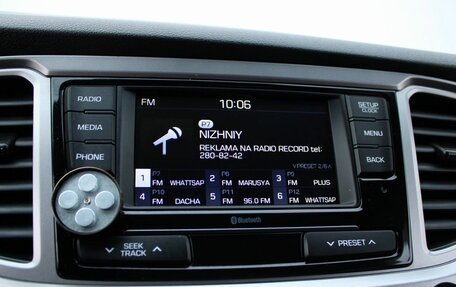 RADIO
MEDIA
PHONE
FM 10:06
P7
NIZHNIY
REKLAMA NA RADIO RECORD tel:
280-82-42
PRESET 2/6
1 P7 FM WHATTSAP 2 P8 FM MARUSYA 3 P9 FM PLUS
4 P10 FM DACHA 5 P11 FM 96.0 FM 6 P12 FM WHATTSAP
Bluetooth
SETUP
CLOCK
MENU
BACK
SEEK
TRACK
PRESET